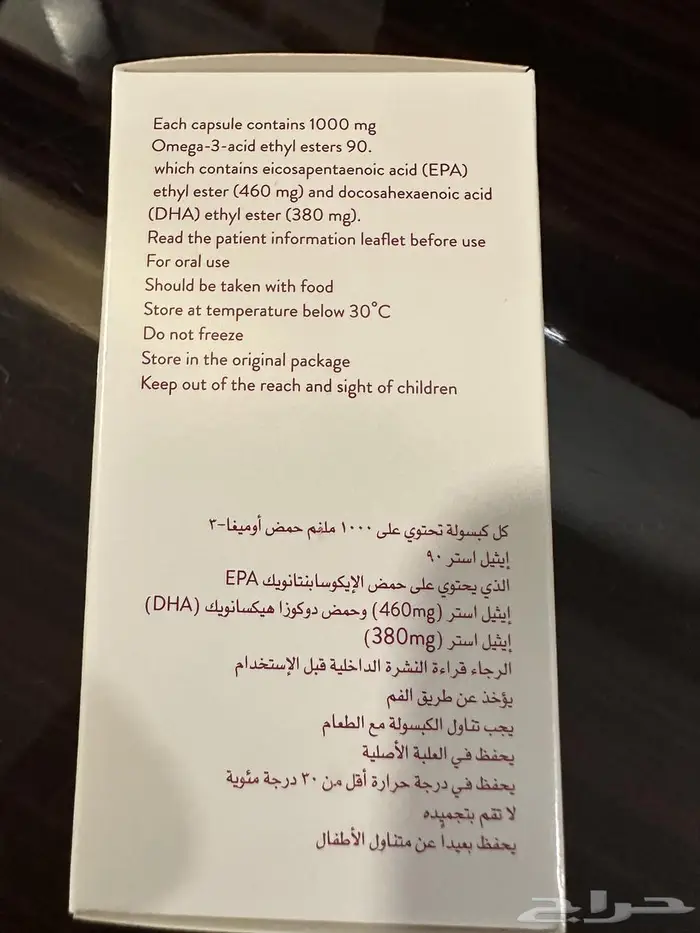 Each capsule contains 1000 mg
Omega-3-acid ethyl esters 90.
which contains eicosapentaenoic acid (EPA)
ethyl ester (460 mg) and docosahexaenoic acid
(DHA) ethyl ester (380 mg).
Read the patient information leaflet before use
For oral use
Should be taken with food
Store at temperature below 30°C
Do not freeze
Store in the original package
Keep out of the reach and sight of children
كل كبسولة تحتوي على ١٠٠٠ ملغم حمض أوميغا-٣
إيثيل استر ٩٠
الذي يحتوي على حمض الإيكوسابنتانويك EPA
إيثيل استر (460mg) وحمض دوكوزا هيكسانويك (DHA)
إيثيل استر (380mg)
الرجاء قراءة النشرة الداخلية قبل الإستخدام
يؤخذ عن طريق الفم
يجب تناول الكبسولة مع الطعام
يحفظ في العلبة الأصلية
يحفظ في درجة حرارة أقل من ٣٠ درجة مئوية
لا تقم بتجميده
يحفظ بعيداً عن متناول الأطفال
حراج